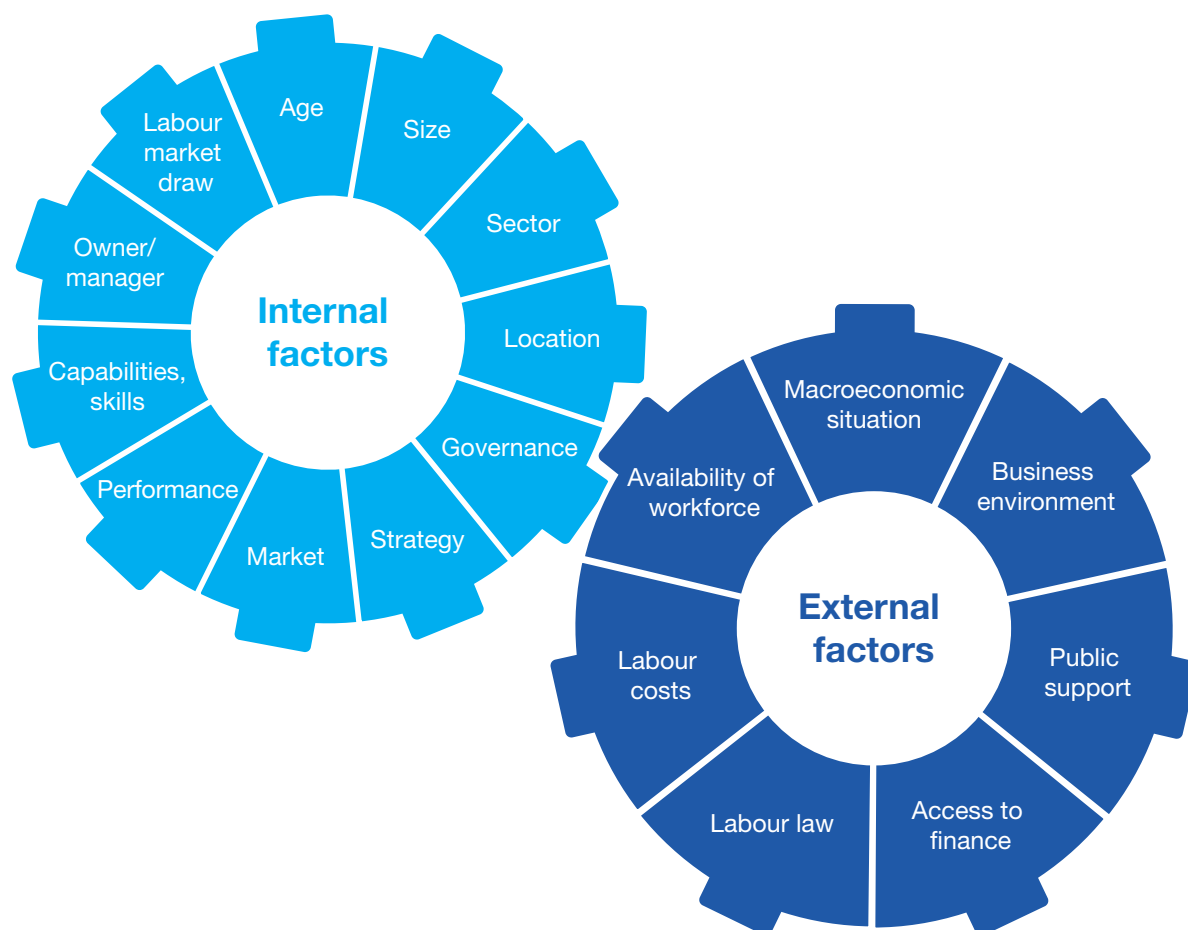 Internal
factors
Age
Size
Sector
Location
Governance
Strategy
Market
Performance
Capabilities,
skills
Owner/
manager
Labour
market
draw
External
factors
Macroeconomic
situation
Business
environment
Public
support
Access to
finance
Labour law
Labour
costs
Availability of
workforce